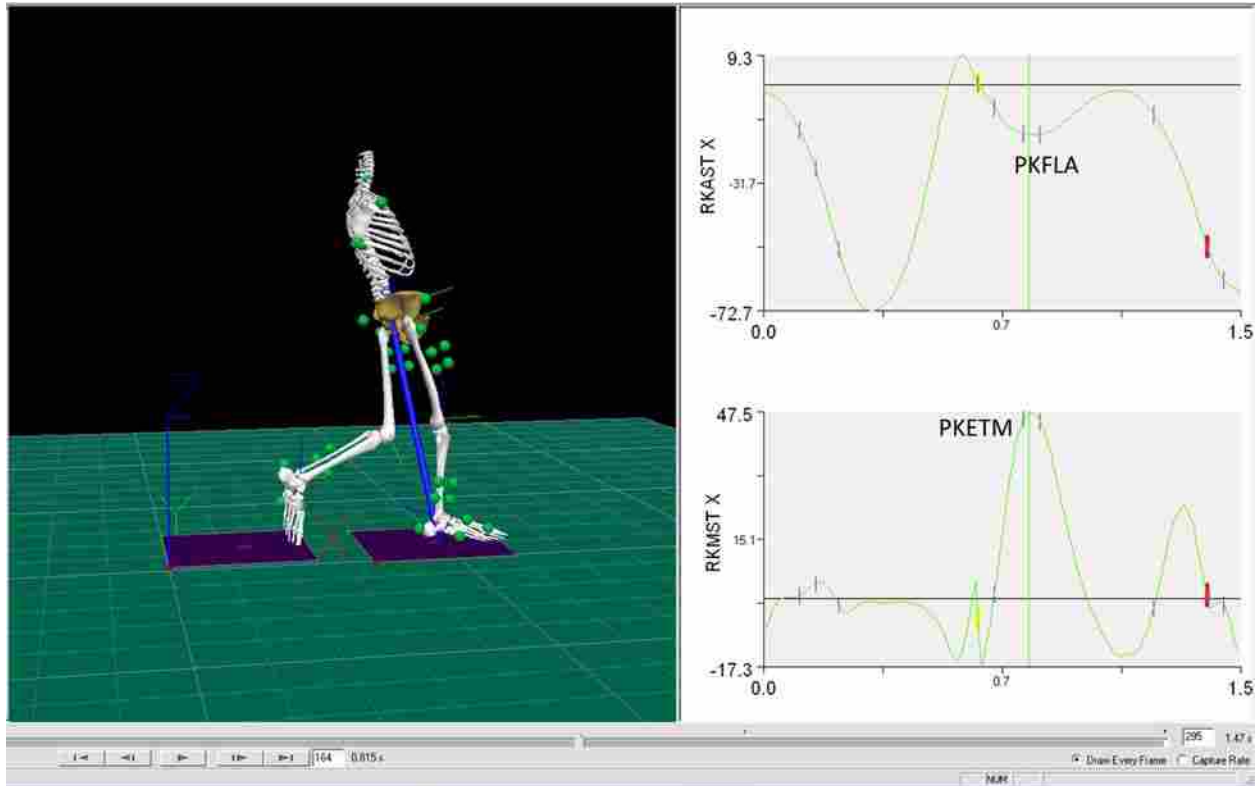 9.3
RKAST X
-31.7
PKFLA
-72.7
0.0
0.7
1.5
47.5
PKETM
RKMST X
15.1
-17.3
0.0
0.7
1.5
295 1.47 s
164 0.815 s
Draw Every Frame Capture Rate
NUM